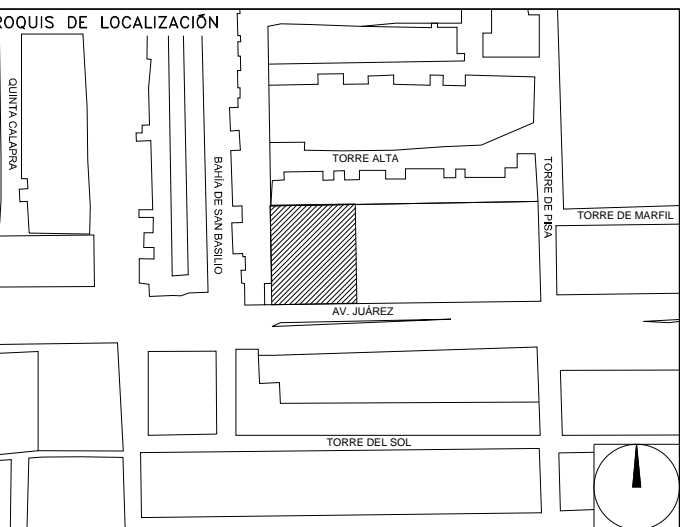 ROQUIS DE LOCALIZACIÓN
QUINTA CALAPRA
BAHÍA DE SAN BASILIO
TORRE ALTA
TORRE DE PISA
TORRE DE MARFIL
AV. JUÁREZ
TORRE DEL SOL